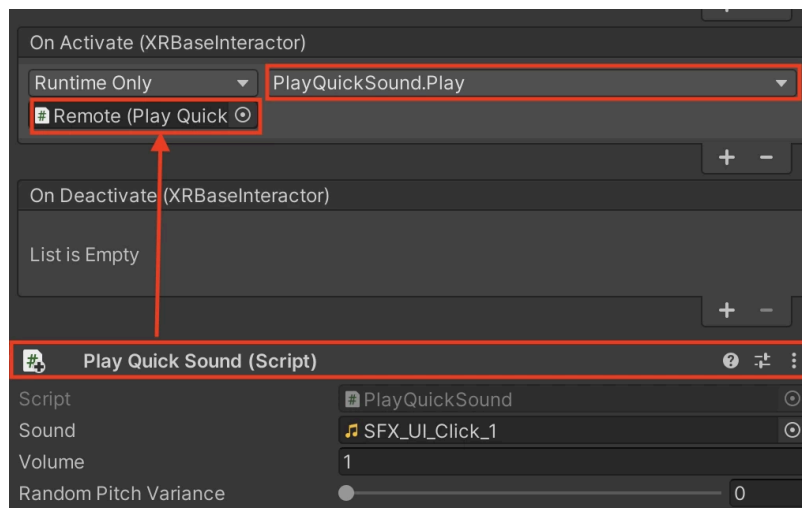 On Activate (XRBaseInteractor)
Runtime Only PlayQuickSound.Play
Remote (Play Quick
On Deactivate (XRBaseInteractor)
List is Empty
Play Quick Sound (Script)
Script PlayQuickSound
Sound SFX_UI_Click_1
Volume 1
Random Pitch Variance 0